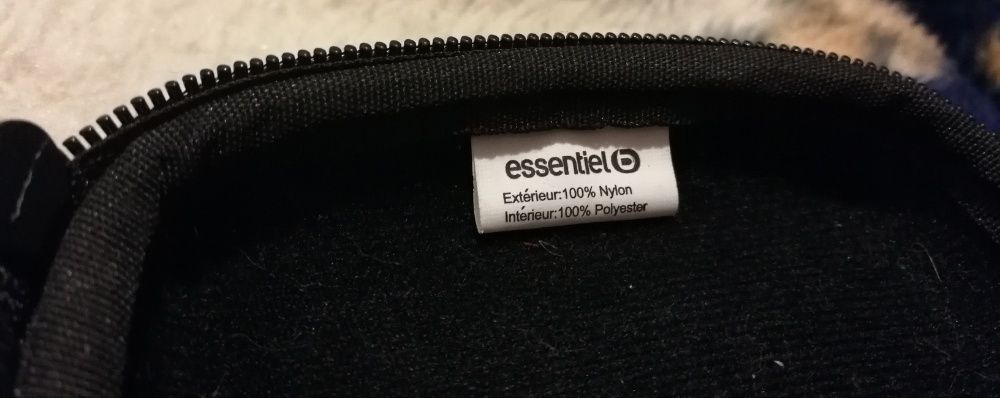 essentiel b
Extérieur:100% Nylon
Intérieur:100% Polyester